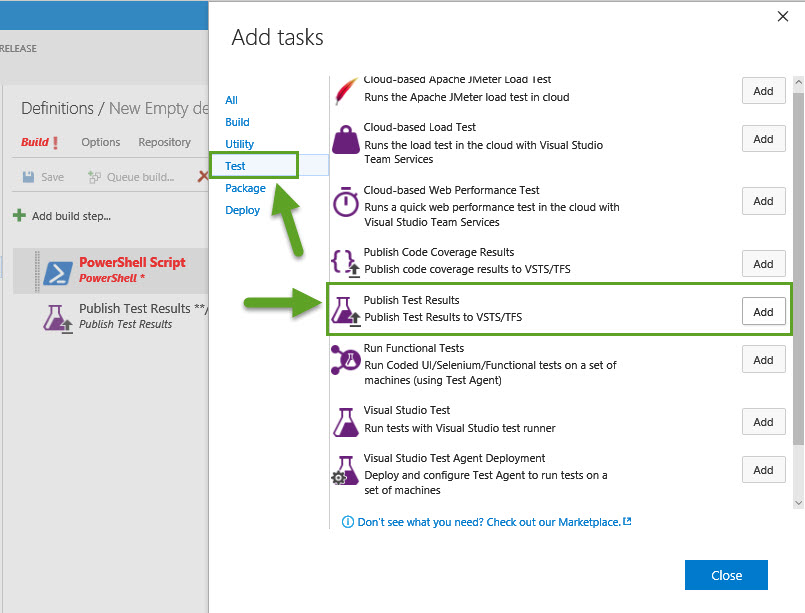 RELEASE
Definitions / New Empty de
Build !
Options
Repository
Save
Queue build...
Add build step...
PowerShell Script
PowerShell *
Publish Test Results **/
Publish Test Results
Add tasks
All
Build
Utility
Test
Package
Deploy
Cloud-based Apache JMeter Load Test
Runs the Apache JMeter load test in cloud
Add
Cloud-based Load Test
Runs the load test in the cloud with Visual Studio
Team Services
Add
Cloud-based Web Performance Test
Runs a quick web performance test in the cloud with
Visual Studio Team Services
Add
Publish Code Coverage Results
Publish code coverage results to VSTS/TFS
Add
Publish Test Results
Publish Test Results to VSTS/TFS
Add
Run Functional Tests
Run Coded UI/Selenium/Functional tests on a set of
machines (using Test Agent)
Add
Visual Studio Test
Run tests with Visual Studio test runner
Add
Visual Studio Test Agent Deployment
Deploy and configure Test Agent to run tests on a
set of machines
Add
Don't see what you need? Check out our Marketplace.
Close